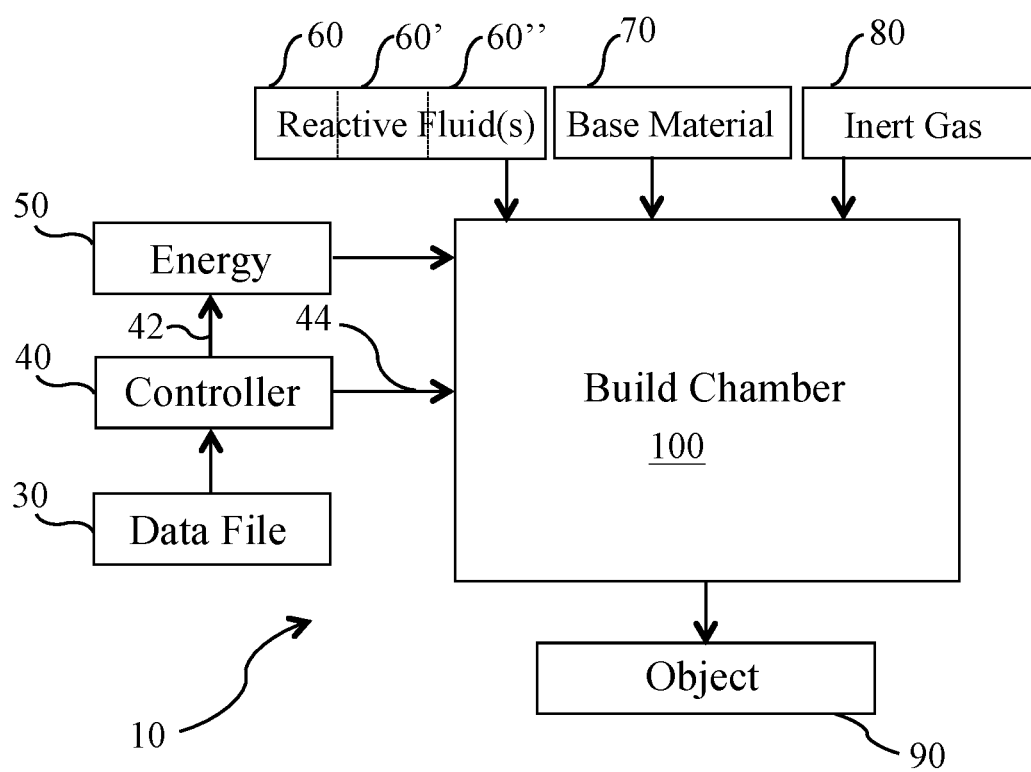 60 60’ 60’’ 70 80
Reactive Fluid(s) Base Material Inert Gas
50
Energy
42 44
40
Controller
Build Chamber
100
30
Data File
Object
10
90